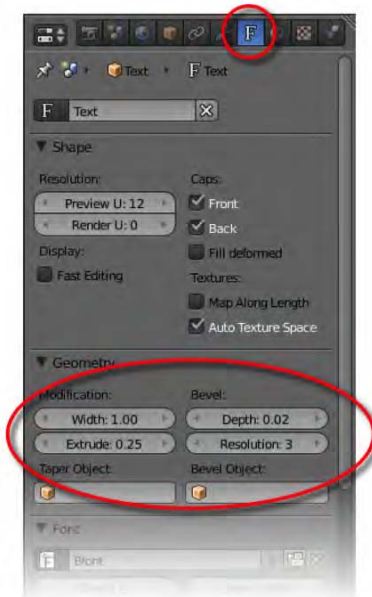 F
Text F Text
F Text
Shape
Resolution: Caps:
Preview U: 12 Front
Render U: 0 Back
Display: Fill deformed
Fast Editing Textures:
Map Along Length
Auto Texture Space
Geometry
Modification: Bevel:
Width: 1.00 Depth: 0.02
Extrude: 0.25 Resolution: 3
Taper Object: Bevel Object:
Font
F Bfont